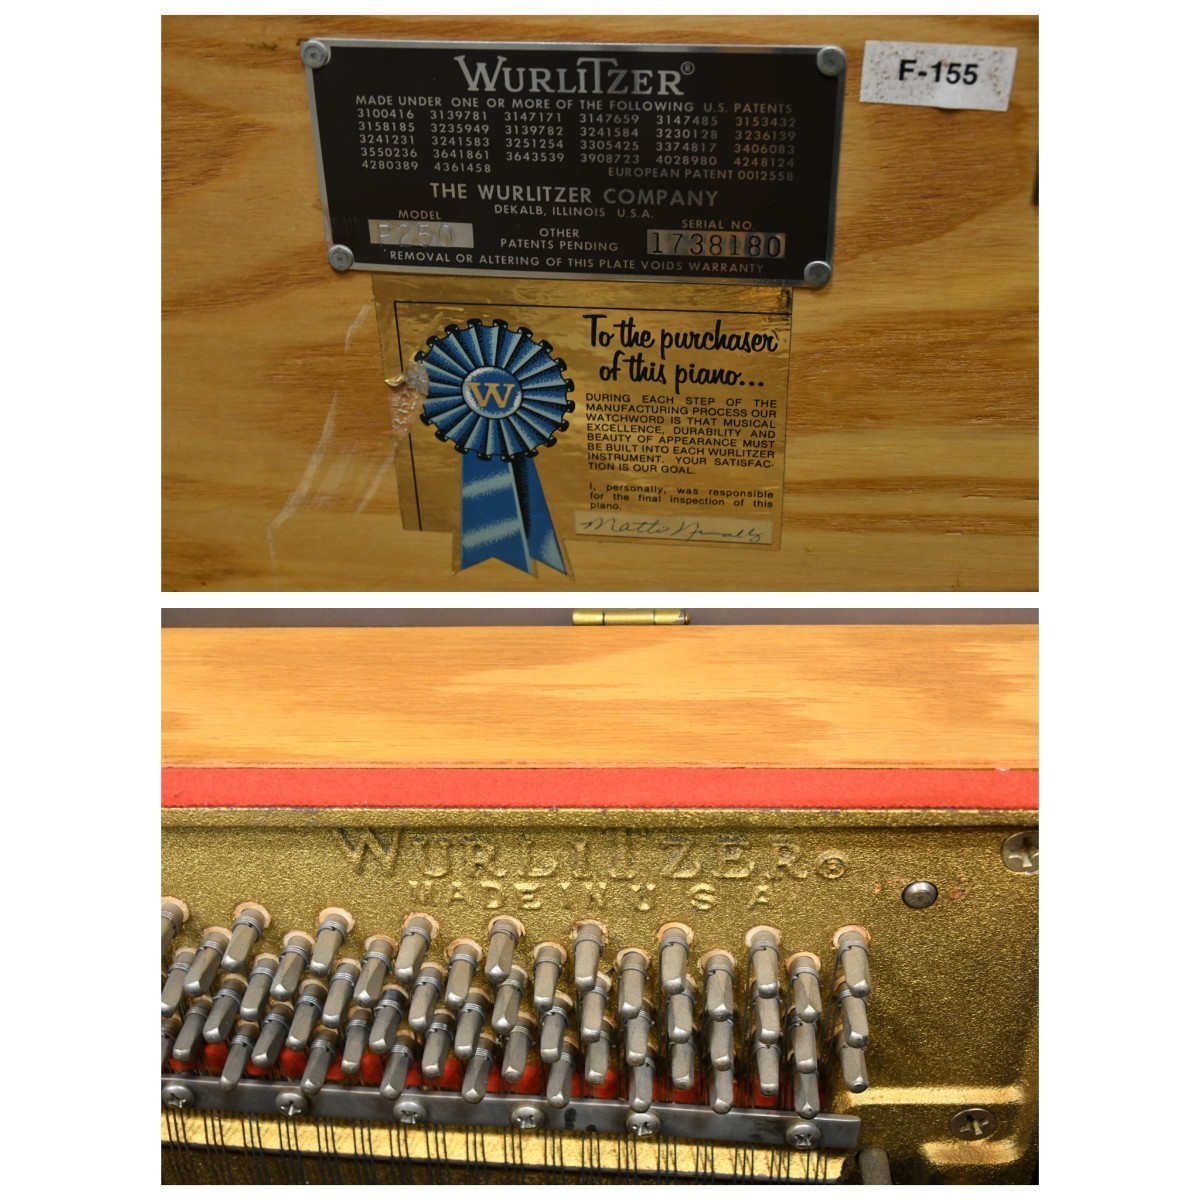 WURLITZER®
MADE UNDER ONE OR MORE OF THE FOLLOWING U.S. PATENTS
3100416 3139781 3147171 3147659 3147485 3153432
3158185 3235949 3139782 3241584 3230128 3236139
3241231 3241583 3251254 3305425 3374817 3406083
3550236 3641861 3643539 3908723 4028980 4248124
4280389 4361458 EUROPEAN PATENT 0012558
THE WURLITZER COMPANY
DEKALB, ILLINOIS U.S.A.
MODEL
P250
OTHER
PATENTS PENDING
SERIAL NO.
1738180
REMOVAL OR ALTERING OF THIS PLATE VOIDS WARRANTY
F-155
W
To the purchaser
of this piano...
DURING EACH STEP OF THE
MANUFACTURING PROCESS OUR
WATCHWORD IS THAT MUSICAL
EXCELLENCE, DURABILITY AND
BEAUTY OF APPEARANCE MUST
BE BUILT INTO EACH WURLITZER
INSTRUMENT. YOUR SATISFAC-
TION IS OUR GOAL.
I, personally, was responsible
for the final inspection of this
piano.
WURLITZER®
MADE IN U S A